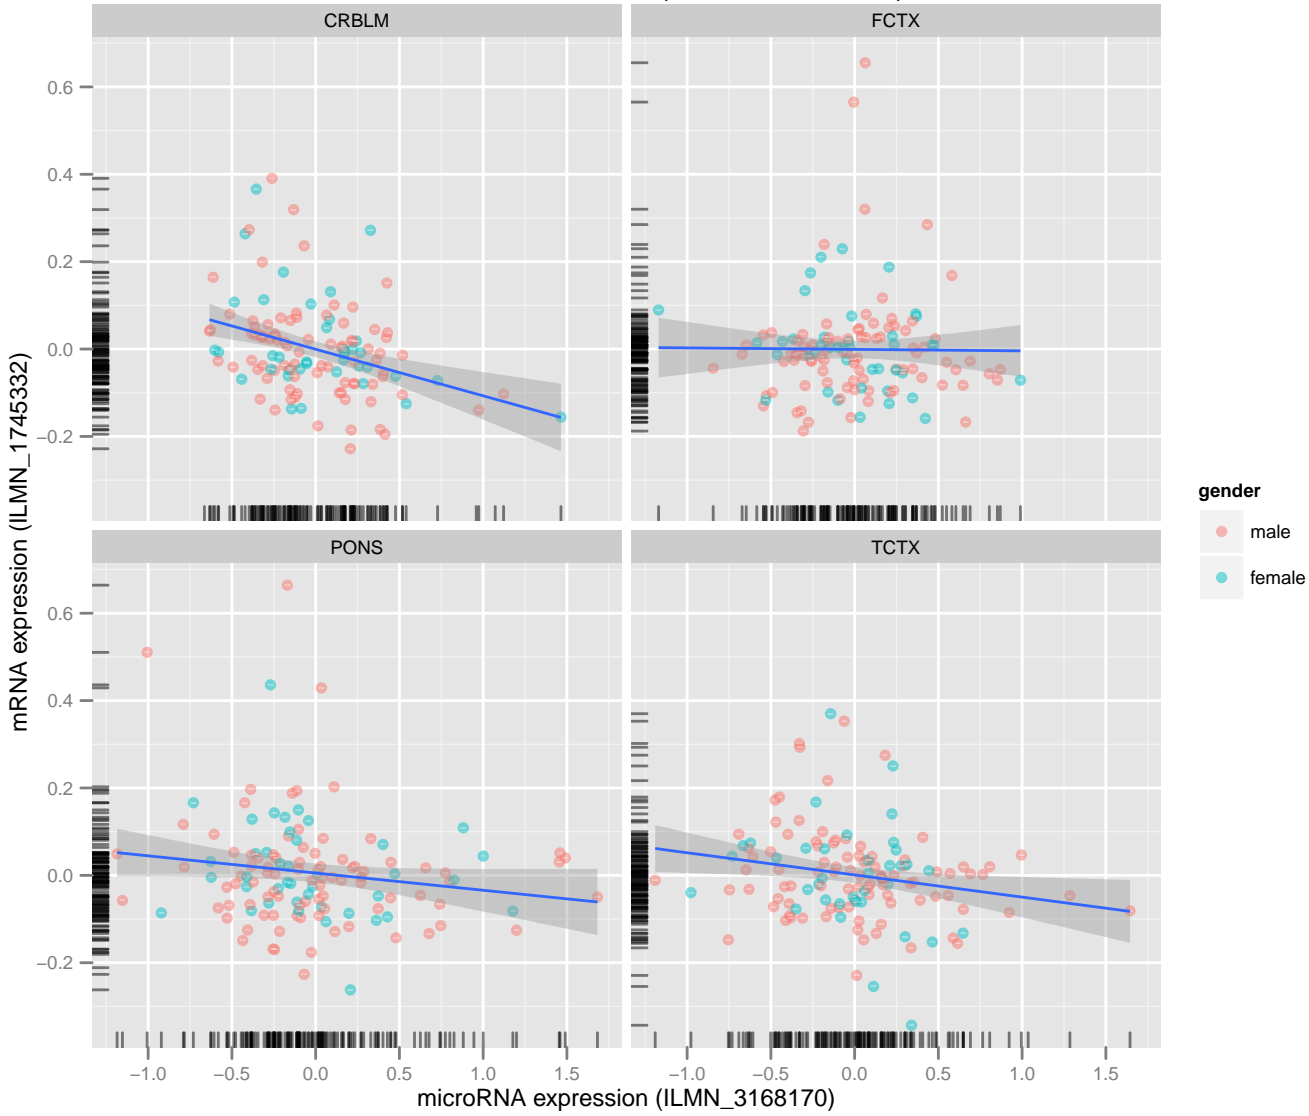 CRBLM
FCTX
0.6
0.4
0.2
0.0
−0.2
PONS
TCTX
0.6
0.4
0.2
0.0
−0.2
−1.0 −0.5 0.0 0.5 1.0 1.5
−1.0 −0.5 0.0 0.5 1.0 1.5
microRNA expression (ILMN_3168170)
mRNA expression (ILMN_1745332)
gender
male
female